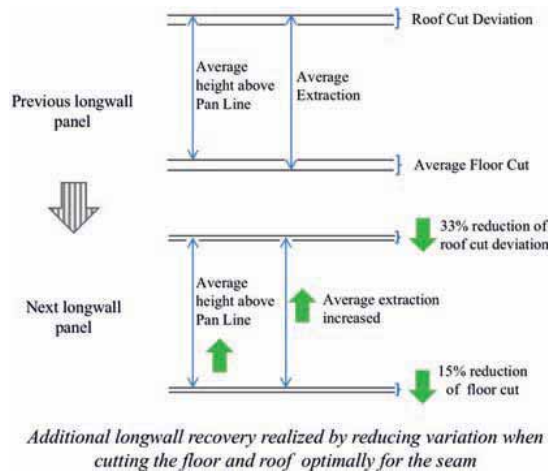 Roof Cut Deviation
Average
height above
Pan Line
Average
Extraction
Previous longwall
panel
Average Floor Cut
33% reduction of
roof cut deviation
Average
height above
Pan Line
Average extraction
increased
Next longwall
panel
15% reduction
of floor cut
Additional longwall recovery realized by reducing variation when
cutting the floor and roof optimally for the seam